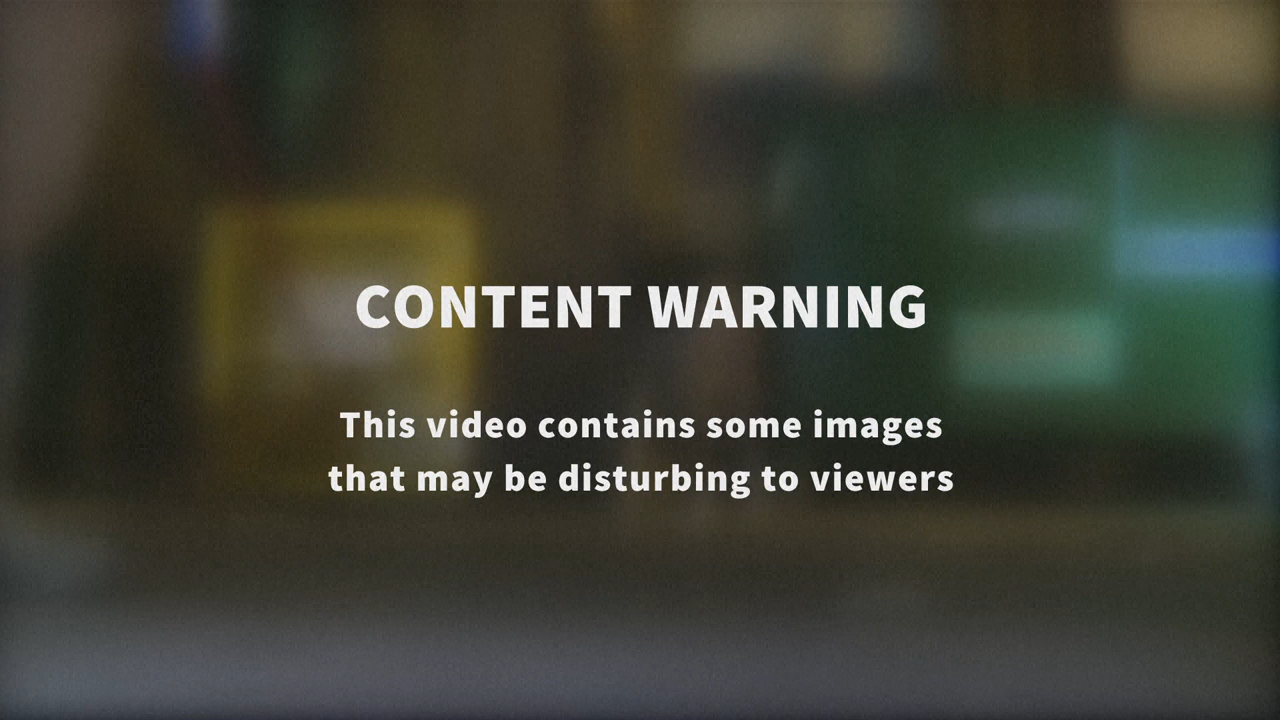 CONTENT WARNING
This video contains some images
that may be disturbing to viewers